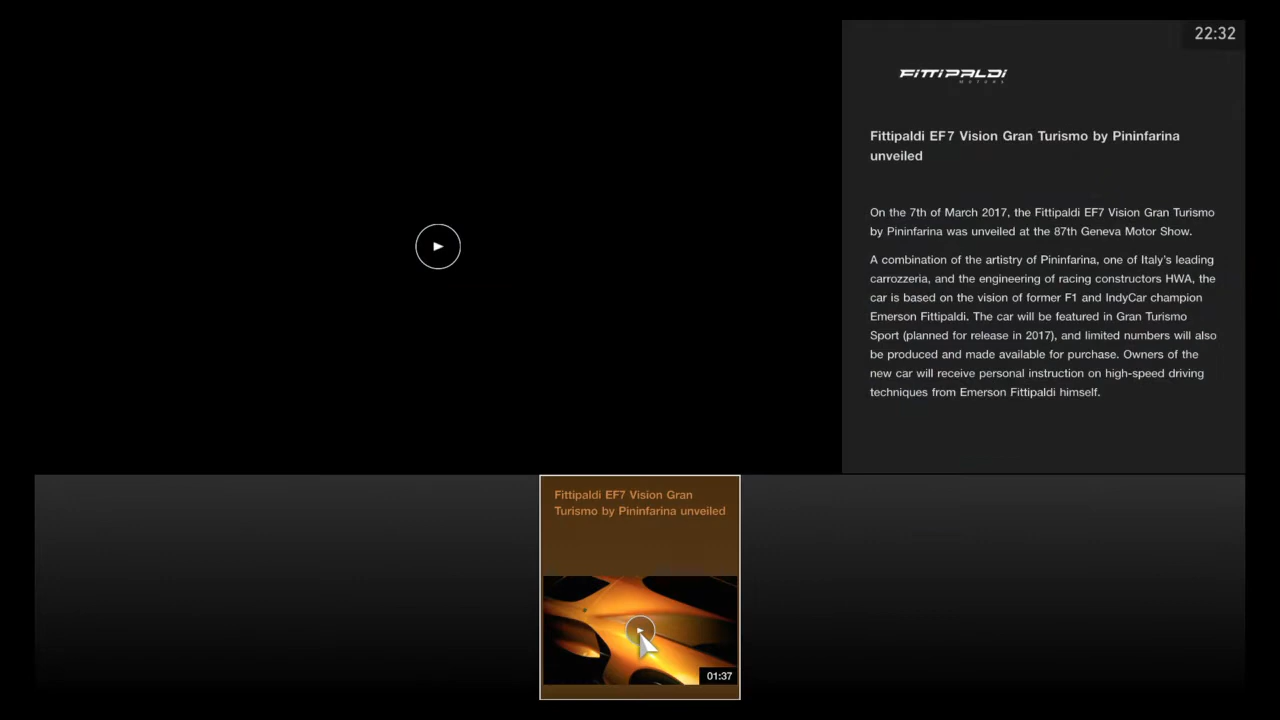 22:32
FITTIPALDI
MOTORS
Fittipaldi EF7 Vision Gran Turismo by Pininfarina
unveiled
On the 7th of March 2017, the Fittipaldi EF7 Vision Gran Turismo
by Pininfarina was unveiled at the 87th Geneva Motor Show.
A combination of the artistry of Pininfarina, one of Italy's leading
carrozzeria, and the engineering of racing constructors HWA, the
car is based on the vision of former F1 and IndyCar champion
Emerson Fittipaldi. The car will be featured in Gran Turismo
Sport (planned for release in 2017), and limited numbers will also
be produced and made available for purchase. Owners of the
new car will receive personal instruction on high-speed driving
techniques from Emerson Fittipaldi himself.
Fittipaldi EF7 Vision Gran
Turismo by Pininfarina unveiled
01:37